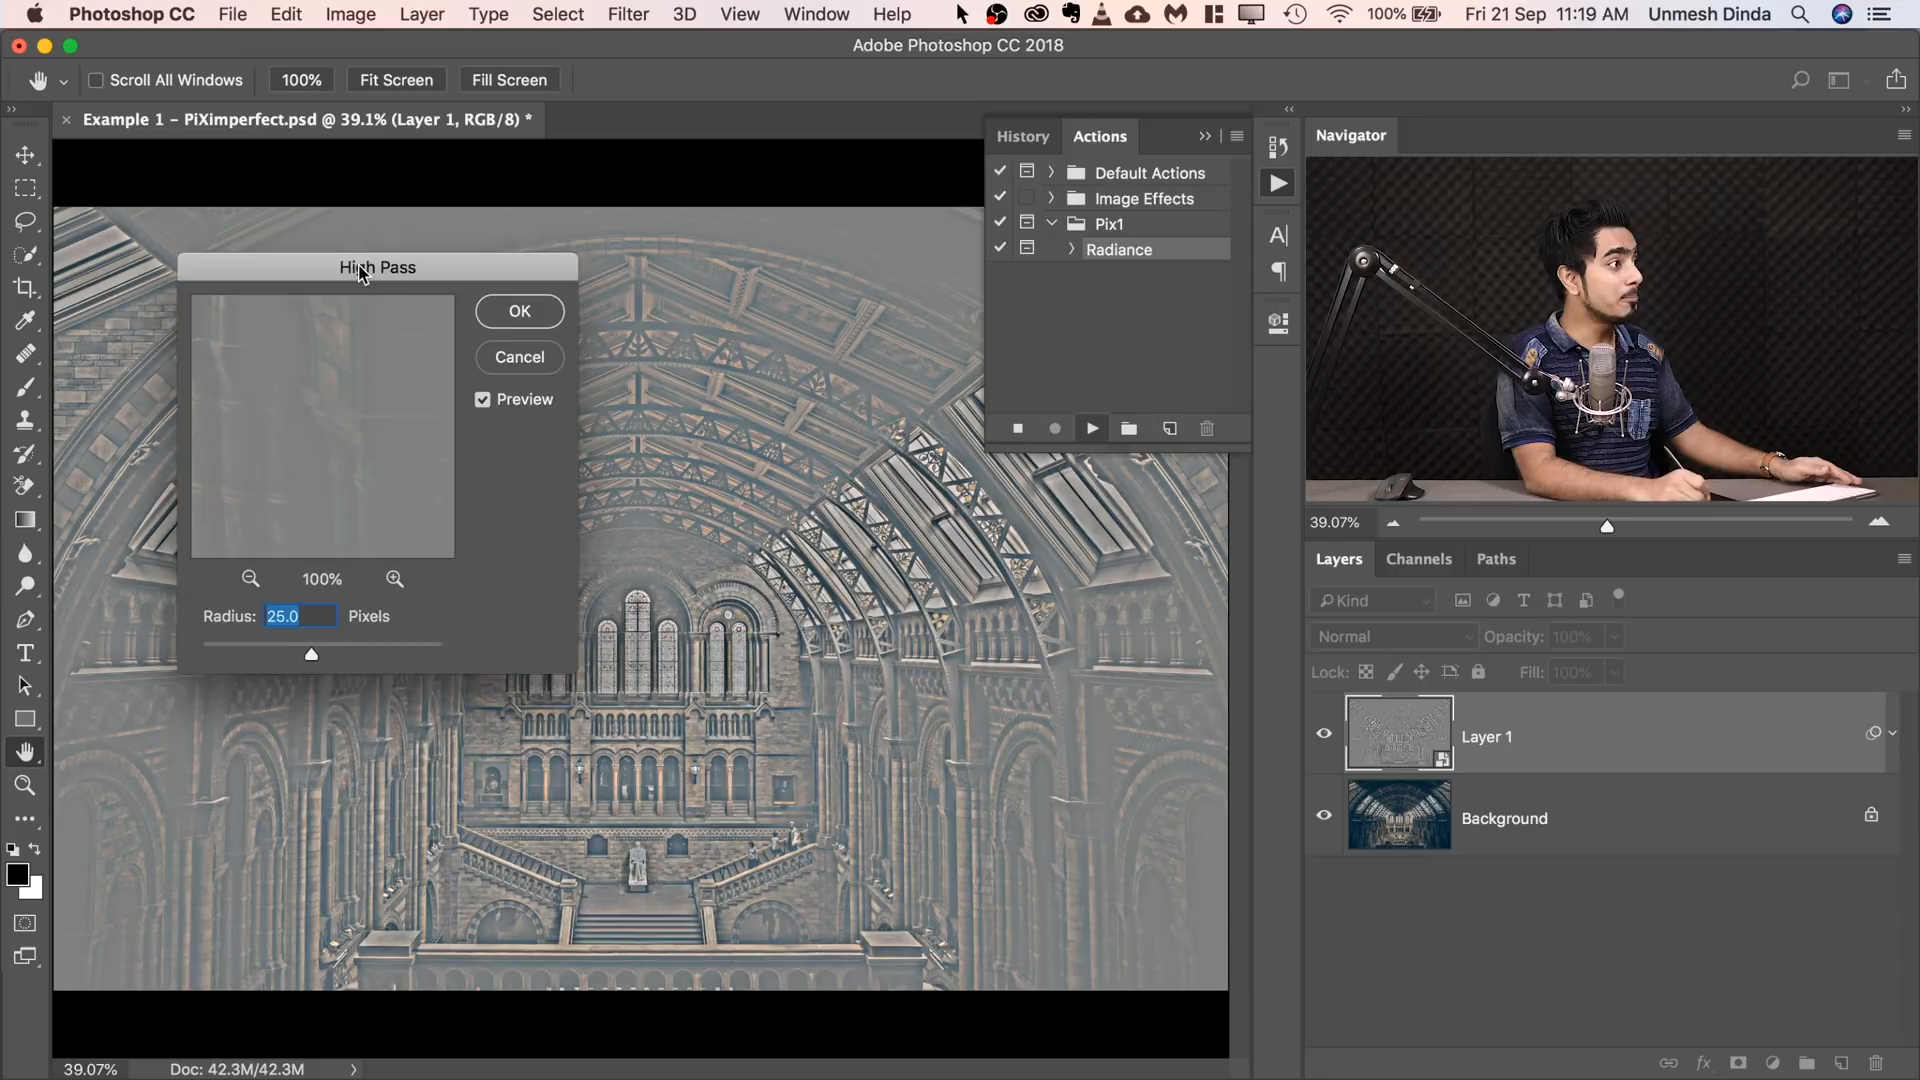 Photoshop CC File Edit Image Layer Type Select Filter 3D View Window Help 100% Fri 21 Sep 11:19 AM Unmesh Dinda
Adobe Photoshop CC 2018
Scroll All Windows 100% Fit Screen Fill Screen
Example 1 – PiXimperfect.psd @ 39.1% (Layer 1, RGB/8) *
History Actions
Default Actions
Image Effects
Pix1
Radiance
Navigator
High Pass
OK
Cancel
Preview
100%
Radius: 25.0 Pixels
39.07%
Layers Channels Paths
Kind
Normal Opacity: 100%
Lock: Fill: 100%
Layer 1
Background
39.07% Doc: 42.3M/42.3M